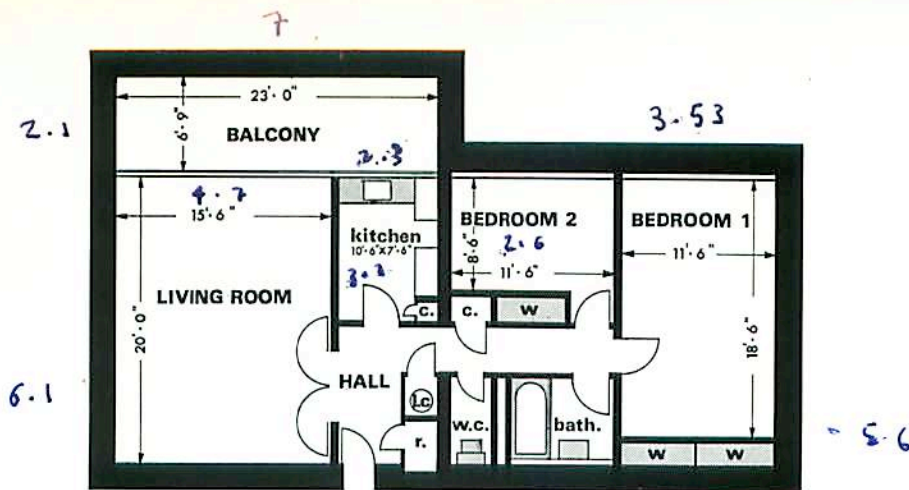 7
23'-0"
6'-9"
BALCONY
2.1
3.53
2.3
4.7
15'-6"
kitchen
10'-6"X7'-6"
3.2
BEDROOM 2
2.6
8'-6"
11'-6"
BEDROOM 1
11'-6"
LIVING ROOM
20'-0"
c.
c.
W
18'-6"
HALL
6.1
l.c
r.
w.c.
bath.
W
W
5.6